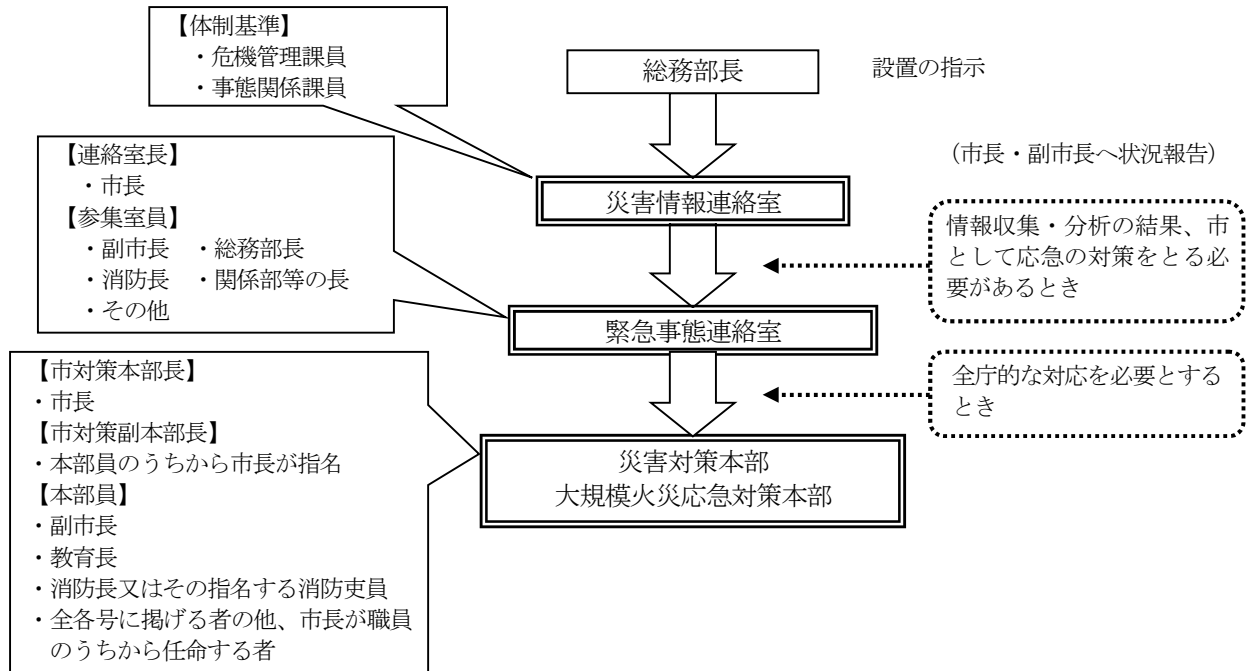 【体制基準】
・危機管理課員
・事態関係課員
総務部長
設置の指示
【連絡室長】
・市長
【参集室員】
・副市長 ・総務部長
・消防長 ・関係部等の長
・その他
(市長・副市長へ状況報告)
災害情報連絡室
情報収集・分析の結果、市
として応急の対策をとる必
要があるとき
緊急事態連絡室
【市対策本部長】
・市長
【市対策副本部長】
・本部員のうちから市長が指名
【本部員】
・副市長
・教育長
・消防長又はその指名する消防吏員
・全各号に掲げる者の他、市長が職員
のうちから任命する者
全庁的な対応を必要とする
とき
災害対策本部
大規模火災応急対策本部